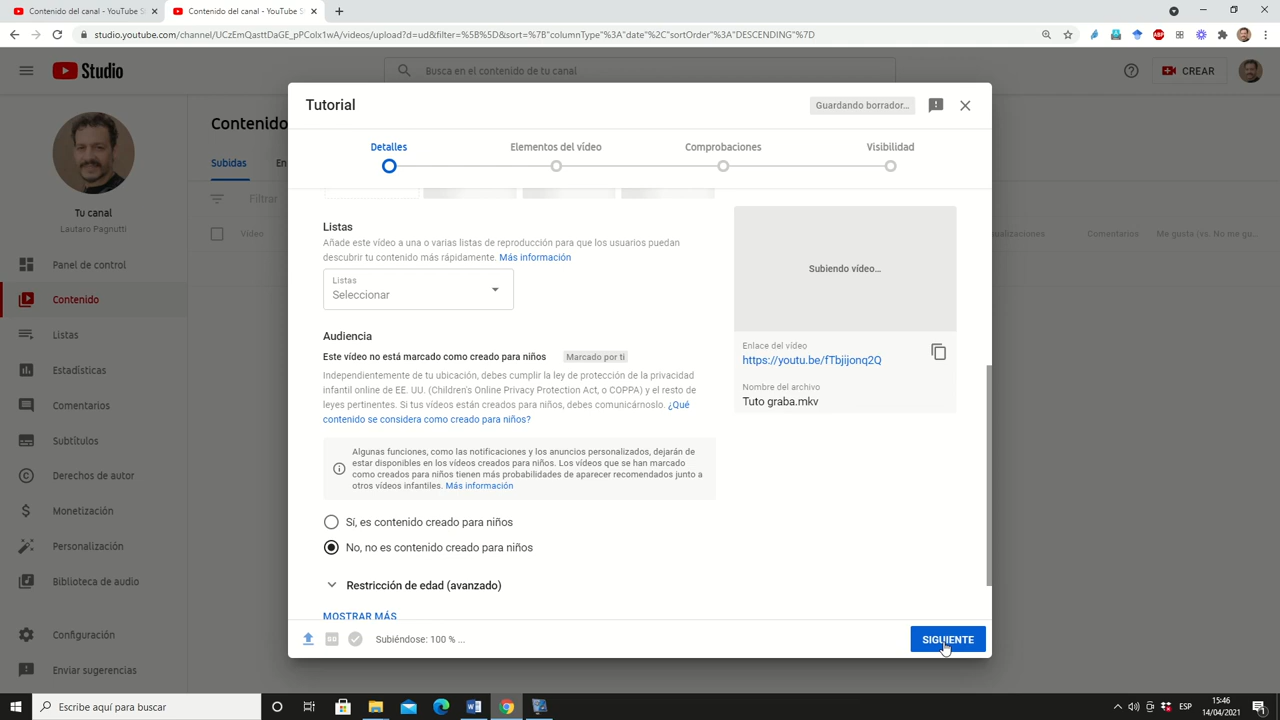 Contenido del canal - YouTube S
Contenido del canal - YouTube S
studio.youtube.com/channel/UCzEmQasttDaGE_pPColx1wA/videos/upload?d=ud&filter=%5B%5D&sort=%7B"columnType"%3A"date"%2C"sortOrder"%3A"DESCENDING"%7D
Studio
Busca en el contenido de tu canal
CREAR
Tu canal
Lautaro Pagnutti
Panel de control
Contenido
Listas
Estadísticas
Comentarios
Subtítulos
Derechos de autor
Monetización
Personalización
Biblioteca de audio
Configuración
Enviar sugerencias
Contenido
Subidas
En
Filtrar
Vídeo
ualizaciones
Comentarios
Me gusta (vs. No me gu...
Tutorial
Guardando borrador...
Detalles
Elementos del vídeo
Comprobaciones
Visibilidad
Listas
Añade este vídeo a una o varias listas de reproducción para que los usuarios puedan
descubrir tu contenido más rápidamente. Más información
Listas
Seleccionar
Audiencia
Este vídeo no está marcado como creado para niños Marcado por ti
Independientemente de tu ubicación, debes cumplir la ley de protección de la privacidad
infantil online de EE. UU. (Children's Online Privacy Protection Act, o COPPA) y el resto de
leyes pertinentes. Si tus vídeos están creados para niños, debes comunicárnoslo. ¿Qué
contenido se considera como creado para niños?
Algunas funciones, como las notificaciones y los anuncios personalizados, dejarán de
estar disponibles en los vídeos creados para niños. Los vídeos que se han marcado
como creados para niños tienen más probabilidades de aparecer recomendados junto a
otros vídeos infantiles. Más información
Sí, es contenido creado para niños
No, no es contenido creado para niños
Restricción de edad (avanzado)
MOSTRAR MÁS
Subiendo vídeo...
Enlace del vídeo
https://youtu.be/fTbjijonq2Q
Nombre del archivo
Tuto graba.mkv
Subiéndose: 100 % ...
SIGUIENTE
Escribe aquí para buscar
ESP
15:46
14/04/2021